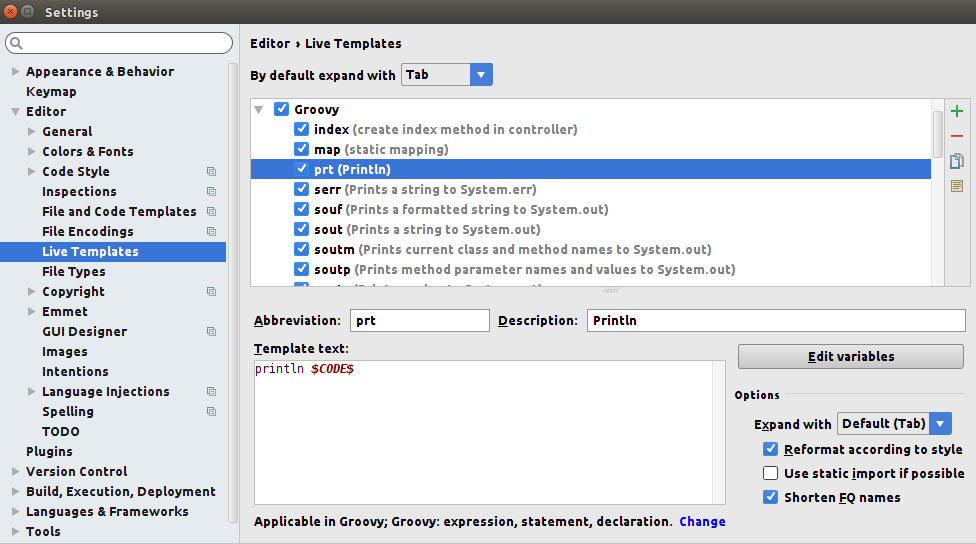 Settings
Appearance & Behavior
Keymap
Editor
General
Colors & Fonts
Code Style
Inspections
File and Code Templates
File Encodings
Live Templates
File Types
Copyright
Emmet
GUI Designer
Images
Intentions
Language Injections
Spelling
TODO
Plugins
Version Control
Build, Execution, Deployment
Languages & Frameworks
Tools
Editor › Live Templates
By default expand with Tab
Groovy
index (create index method in controller)
map (static mapping)
prt (Println)
serr (Prints a string to System.err)
souf (Prints a formatted string to System.out)
sout (Prints a string to System.out)
soutm (Prints current class and method names to System.out)
soutp (Prints method parameter names and values to System.out)
Abbreviation: prt Description: Println
Template text:
println $CODE$
Edit variables
Options
Expand with Default (Tab)
Reformat according to style
Use static import if possible
Shorten FQ names
Applicable in Groovy; Groovy: expression, statement, declaration. Change